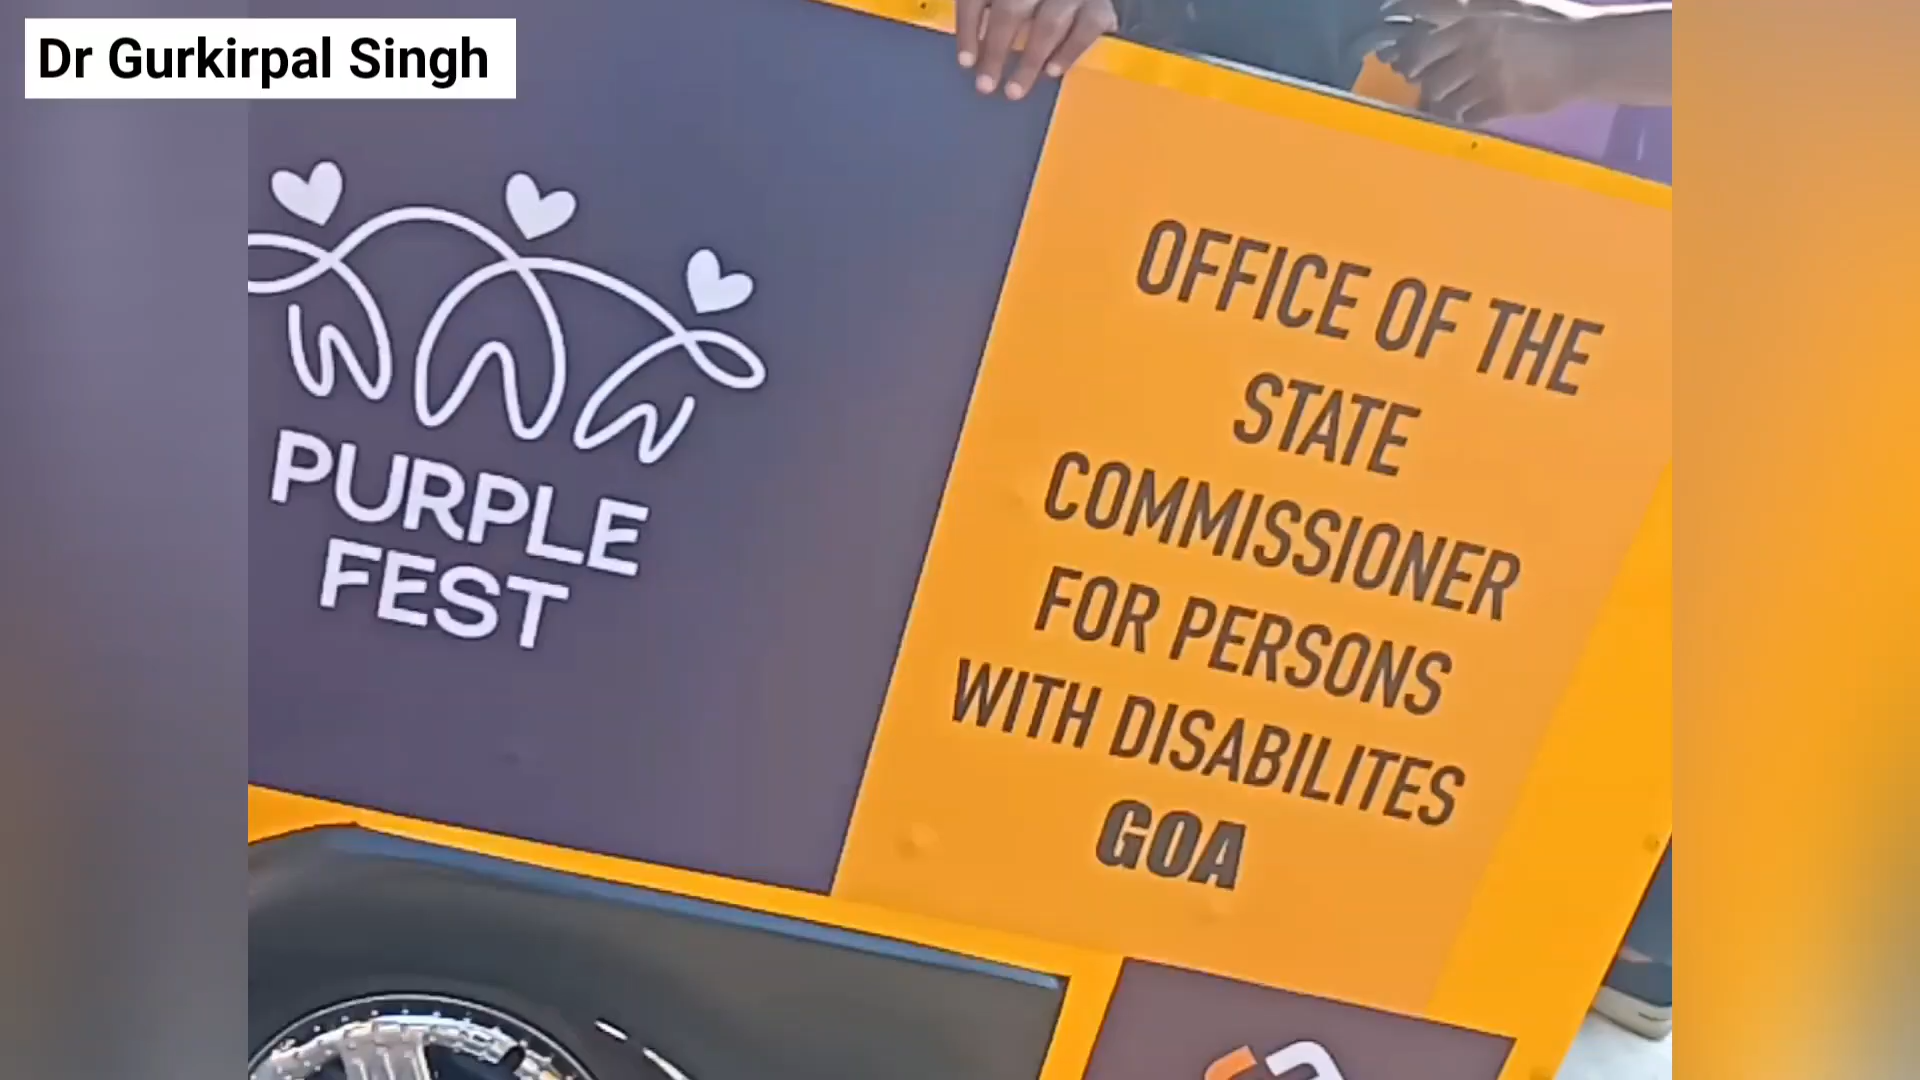 Dr Gurkirpal Singh
PURPLE
FEST
OFFICE OF THE
STATE
COMMISSIONER
FOR PERSONS
WITH DISABILITES
GOA